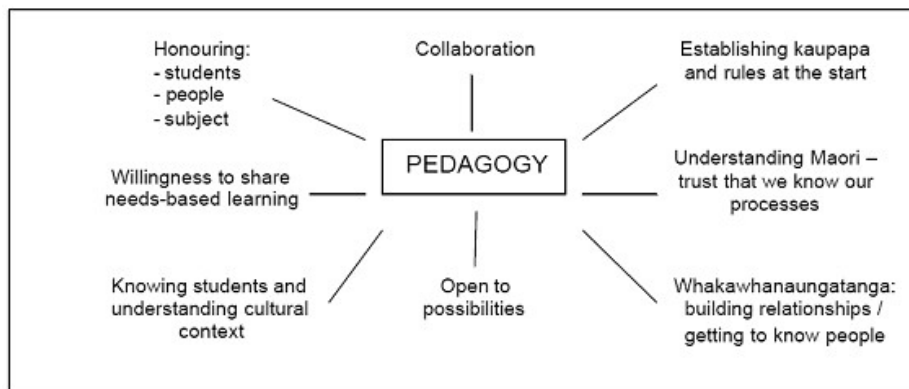 Honouring:
- students
- people
- subject
Collaboration
Establishing kaupapa
and rules at the start
PEDAGOGY
Willingness to share
needs-based learning
Understanding Maori –
trust that we know our
processes
Knowing students and
understanding cultural
context
Open to
possibilities
Whakawhanaungatanga:
building relationships /
getting to know people